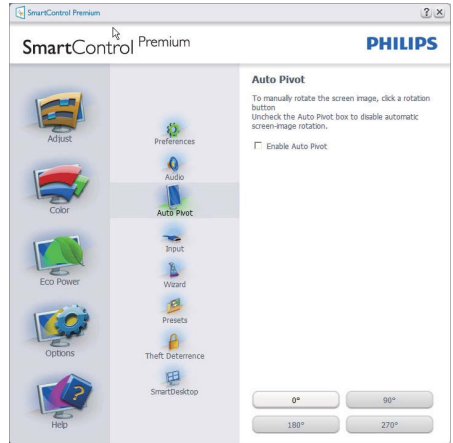 SmartControl Premium
? X
SmartControl Premium
PHILIPS
Adjust
Color
Eco Power
Options
Help
Preferences
Audio
Auto Pivot
Input
Wizard
Presets
Theft Deterrence
SmartDesktop
Auto Pivot
To manually rotate the screen image, click a rotation
button
Uncheck the Auto Pivot box to disable automatic
screen-image rotation.
Enable Auto Pivot
0°
90°
180°
270°